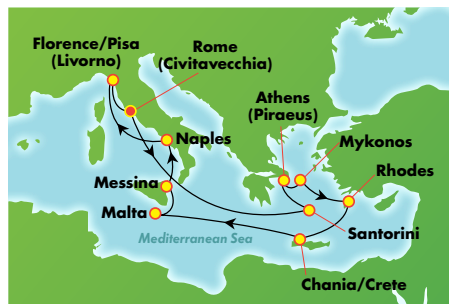 Florence/Pisa
(Livorno)
Rome
(Civitavecchia)
Athens
(Piraeus)
Naples
Mykonos
Messina
Rhodes
Malta
Mediterranean Sea
Santorini
Chania/Crete